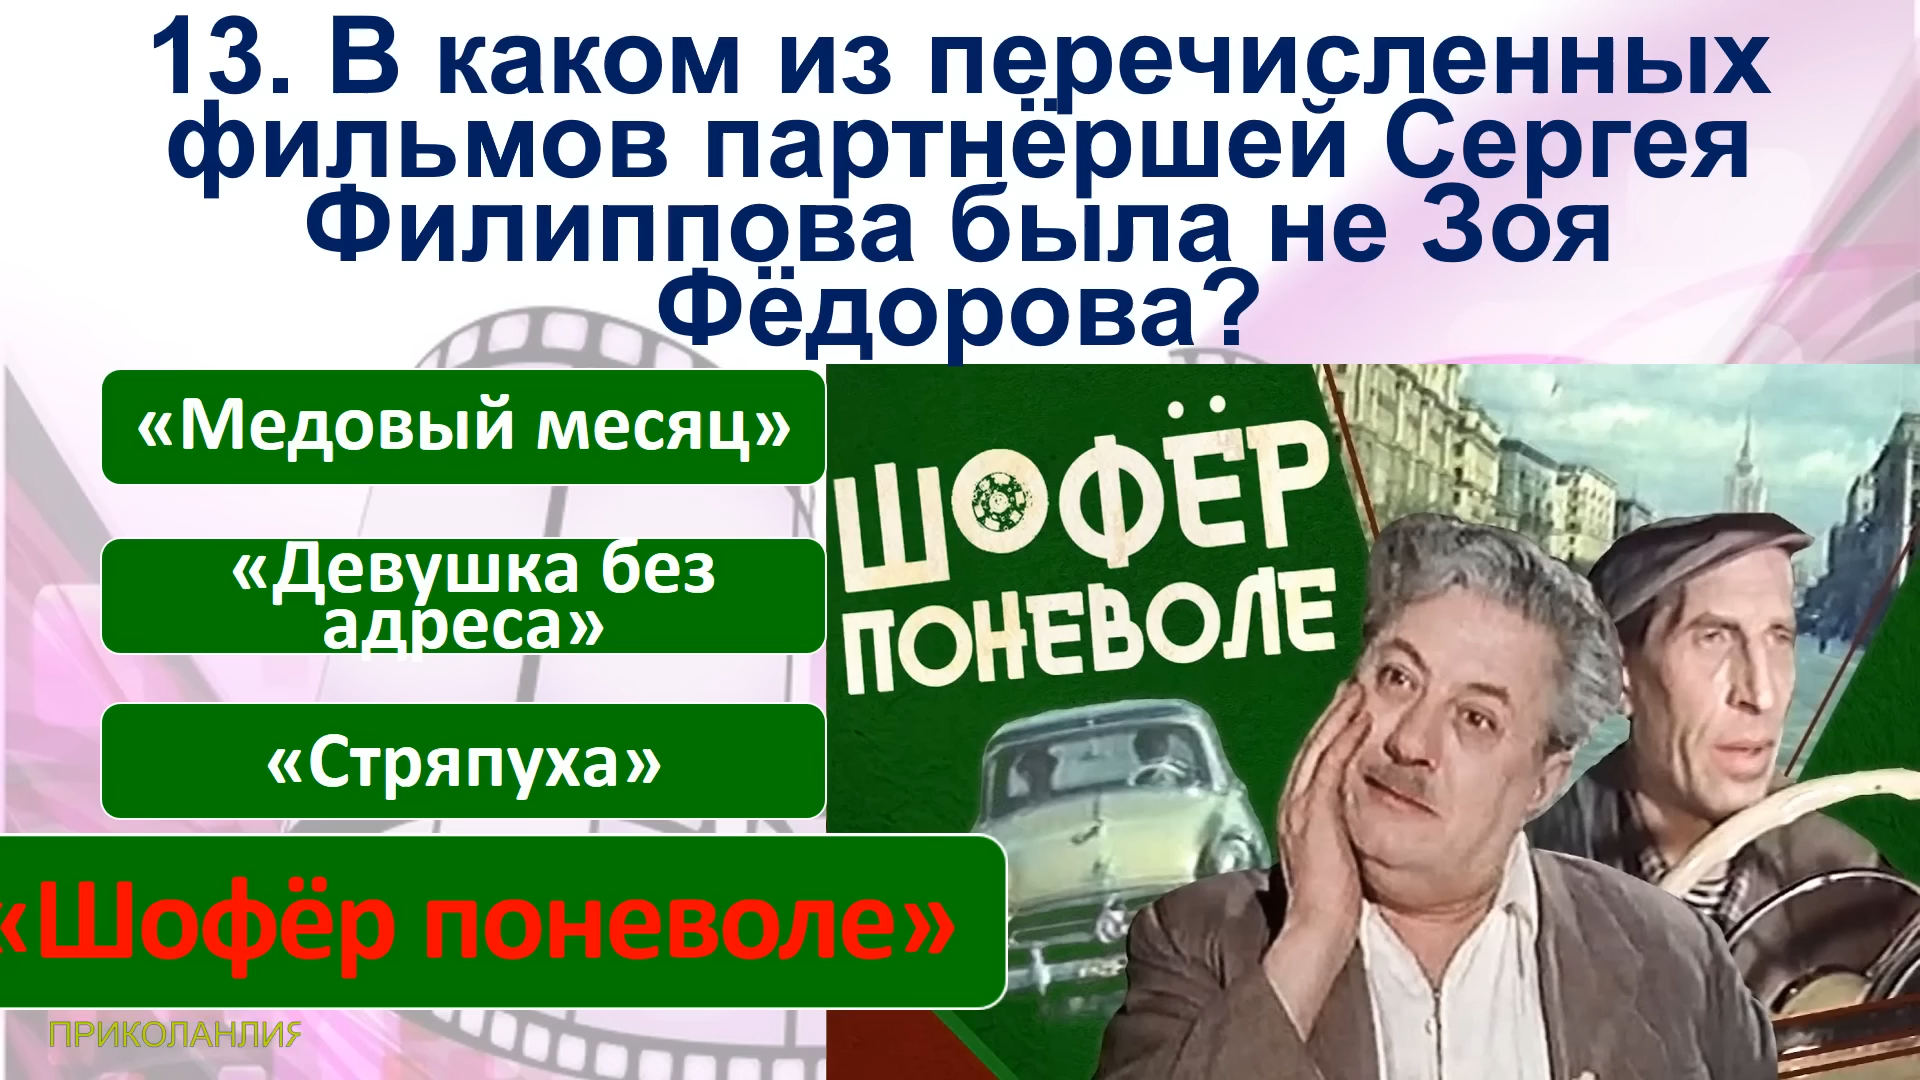 13. В каком из перечисленных
фильмов партнёршей Сергея
Филиппова была не Зоя
Фёдорова?
«Медовый месяц»
«Девушка без
адреса»
«Стряпуха»
«Шофёр поневоле»
ШОФЁР
ПОНЕВОЛЕ
ПРИКОЛАНЛИЯ